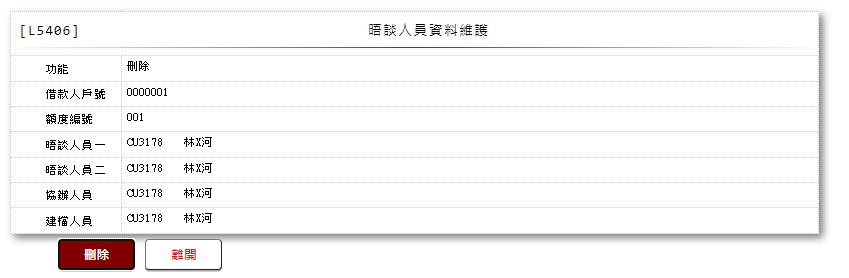 [L5406] 晤談人員資料維護
功能 刪除
借款人戶號 0000001
額度編號 001
晤談人員一 CU3178 林X河
晤談人員二 CU3178 林X河
協辦人員 CU3178 林X河
建檔人員 CU3178 林X河
刪除 離開